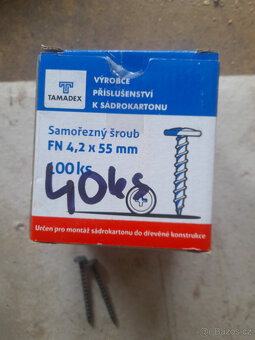 TAMADEX
VÝROBCE
PŘÍSLUŠENSTVÍ
K SÁDROKARTONU
Samořezný šroub
FN 4,2 x 55 mm
100 ks
40ks
Určen pro montáž sádrokartonu do dřevěné konstrukce
sbazar.cz